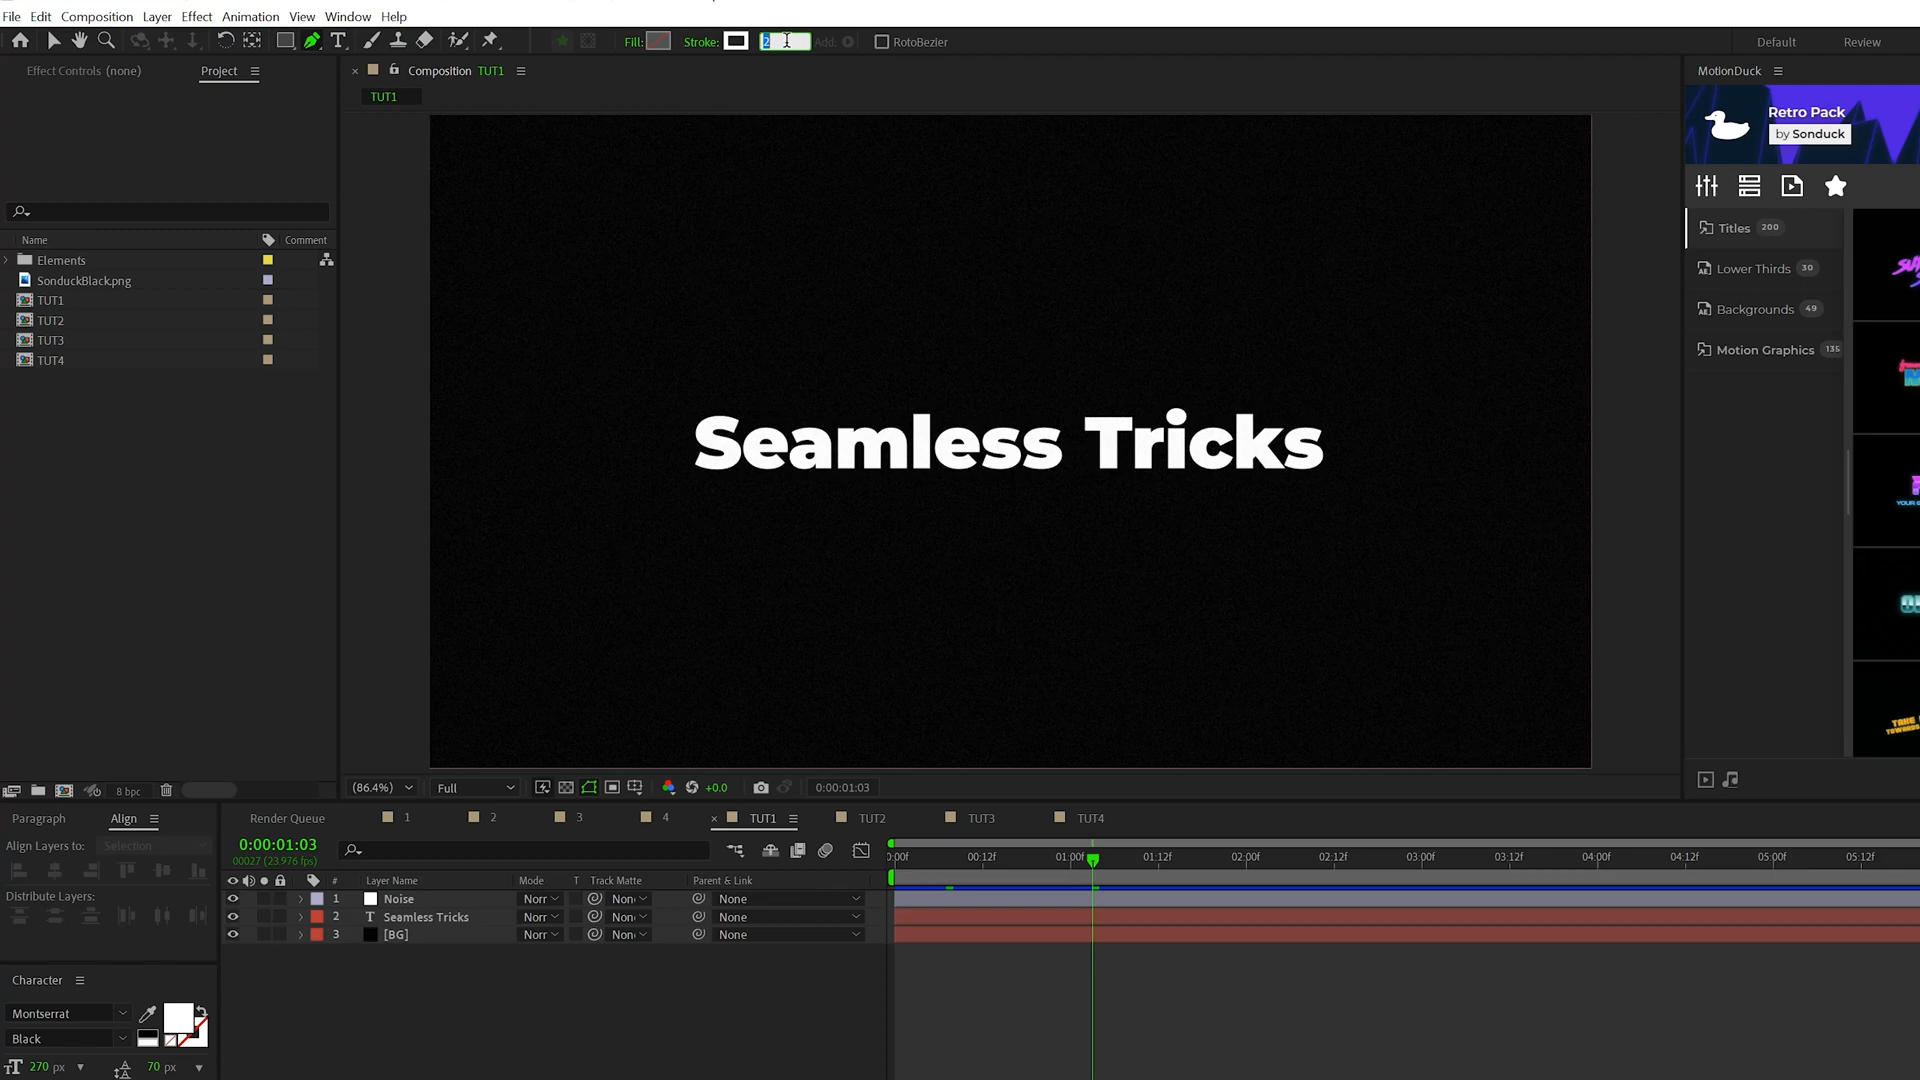 File Edit Composition Layer Effect Animation View Window Help
Fill: Stroke: 2 Add: RotoBezier Default Review
Effect Controls (none) Project
Composition TUT1
TUT1
Name Comment
Elements
SonduckBlack.png
TUT1
TUT2
TUT3
TUT4
8 bpc
Seamless Tricks
(86.4%) Full +0.0 0:00:01:03
MotionDuck
Retro Pack
by Sonduck
Titles 200
Lower Thirds 30
Backgrounds 49
Motion Graphics 135
Paragraph Align
Align Layers to: Selection
Distribute Layers:
Character
Montserrat
Black
270 px 70 px
Render Queue 1 2 3 4 TUT1 TUT2 TUT3 TUT4
0:00:01:03
00027 (23.976 fps)
:00f 00:12f 01:00f 01:12f 02:00f 02:12f 03:00f 03:12f 04:00f 04:12f 05:00f 05:12f
# Layer Name Mode T Track Matte Parent & Link
1 Noise Norr Non None
2 T Seamless Tricks Norr Non None
3 [BG] Norr Non None